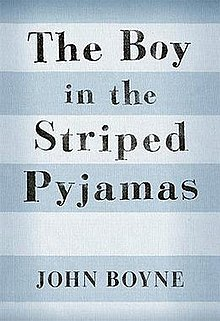 The Boy
in the
Striped
Pyjamas
JOHN BOYNE